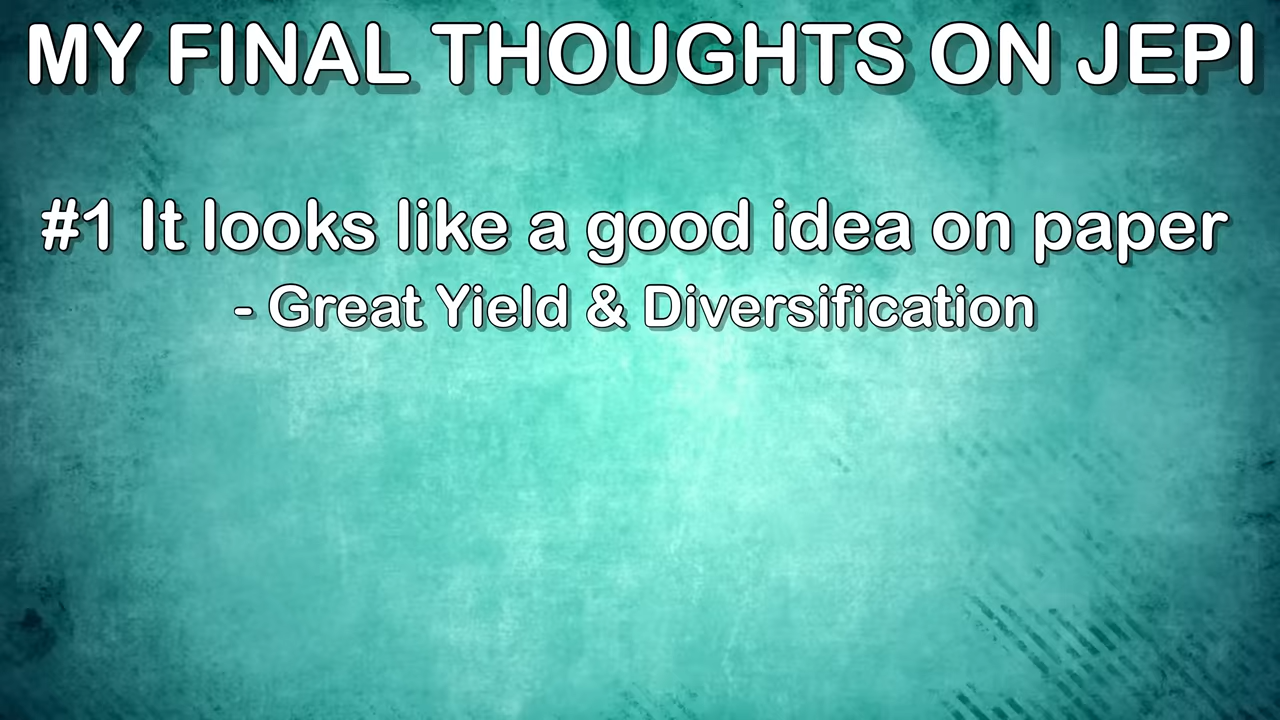 MY FINAL THOUGHTS ON JEPI
#1 It looks like a good idea on paper
- Great Yield & Diversification